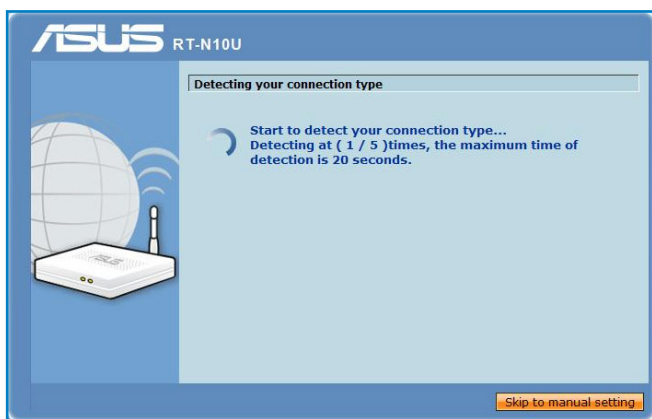 ASUS RT-N10U
Detecting your connection type
Start to detect your connection type...
Detecting at ( 1 / 5 )times, the maximum time of
detection is 20 seconds.
ASUS
Skip to manual setting